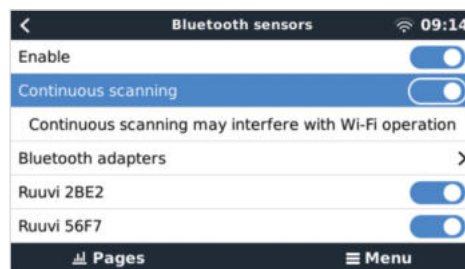 Bluetooth sensors 09:14
Enable
Continuous scanning
Continuous scanning may interfere with Wi-Fi operation
Bluetooth adapters
Ruuvi 2BE2
Ruuvi 56F7
Pages Menu